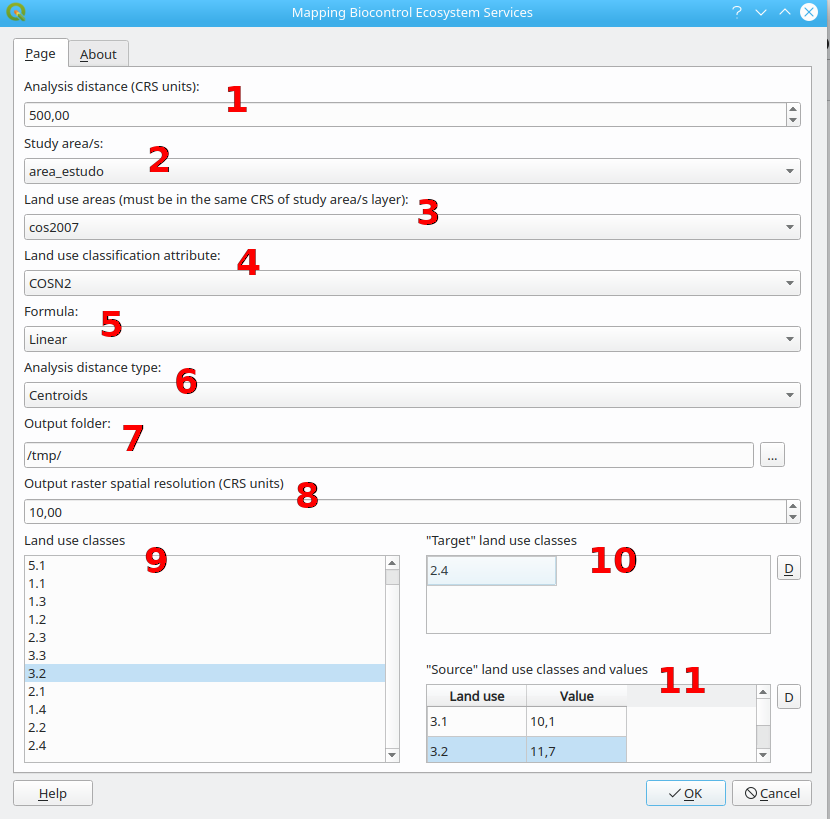 Mapping Biocontrol Ecosystem Services
Page About
Analysis distance (CRS units): 1
500,00
Study area/s: 2
area_estudo
Land use areas (must be in the same CRS of study area/s layer): 3
cos2007
Land use classification attribute: 4
COSN2
Formula: 5
Linear
Analysis distance type: 6
Centroids
Output folder: 7
/tmp/ ...
Output raster spatial resolution (CRS units) 8
10,00
Land use classes 9
5.1
1.1
1.3
1.2
2.3
3.3
3.2
2.1
1.4
2.2
2.4
"Target" land use classes 10
2.4 D
"Source" land use classes and values 11
Land use Value D
3.1 10,1
3.2 11,7
Help OK Cancel